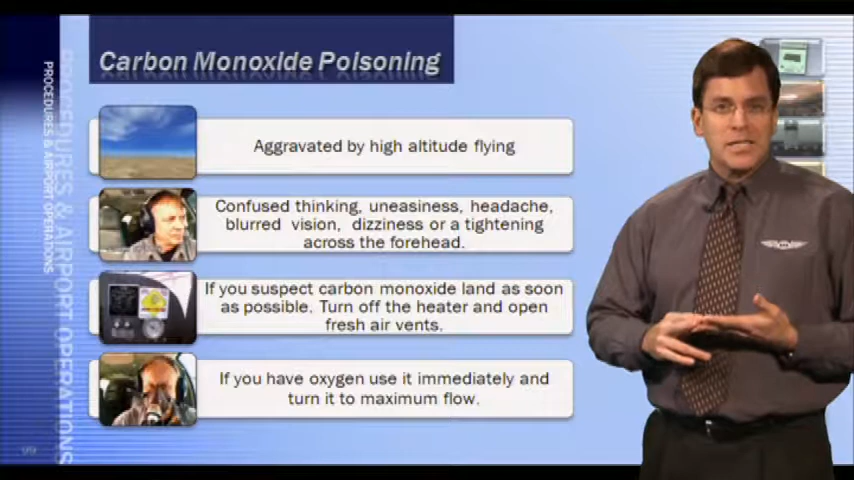 Carbon Monoxide Poisoning
PROCEDURES & AIRPORT OPERATIONS
PROCEDURES & AIRPORT OPERATIONS
Aggravated by high altitude flying
Confused thinking, uneasiness, headache,
blurred vision, dizziness or a tightening
across the forehead.
If you suspect carbon monoxide land as soon
as possible. Turn off the heater and open
fresh air vents.
If you have oxygen use it immediately and
turn it to maximum flow.